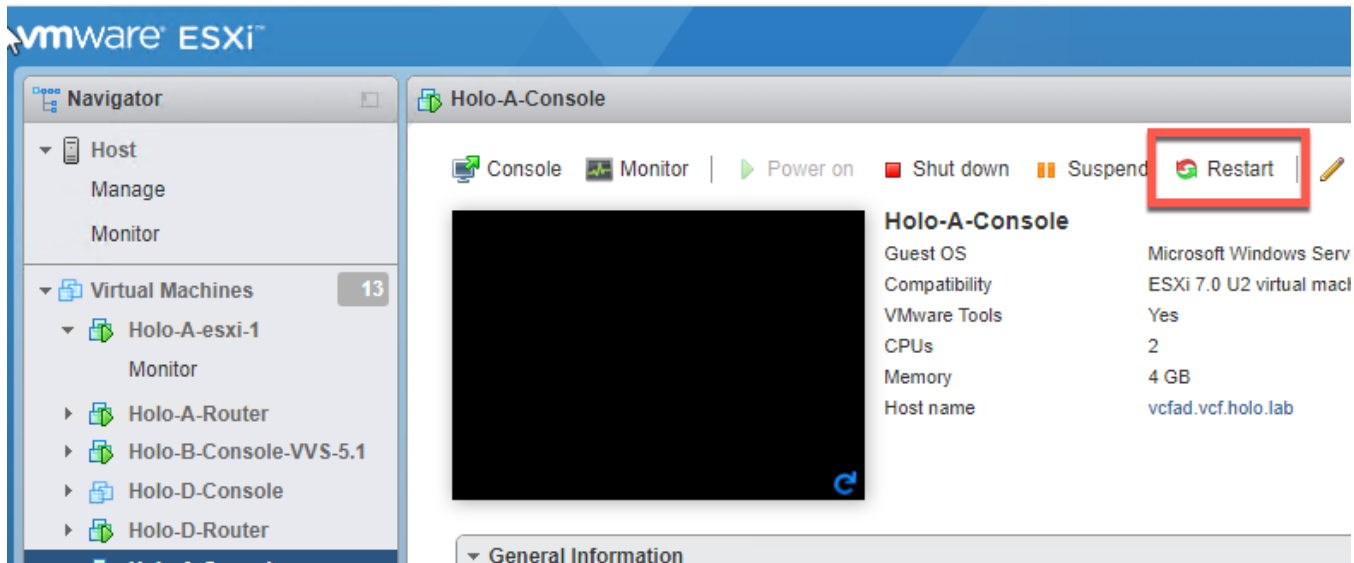 vmware® ESXi™
Navigator
Host
Manage
Monitor
Virtual Machines 13
Holo-A-esxi-1
Monitor
Holo-A-Router
Holo-B-Console-VVS-5.1
Holo-D-Console
Holo-D-Router
Holo-A-Console
Console Monitor Power on Shut down Suspend Restart
Holo-A-Console
Guest OS Microsoft Windows Serv
Compatibility ESXi 7.0 U2 virtual mach
VMware Tools Yes
CPUs 2
Memory 4 GB
Host name vcfad.vcf.holo.lab
General Information